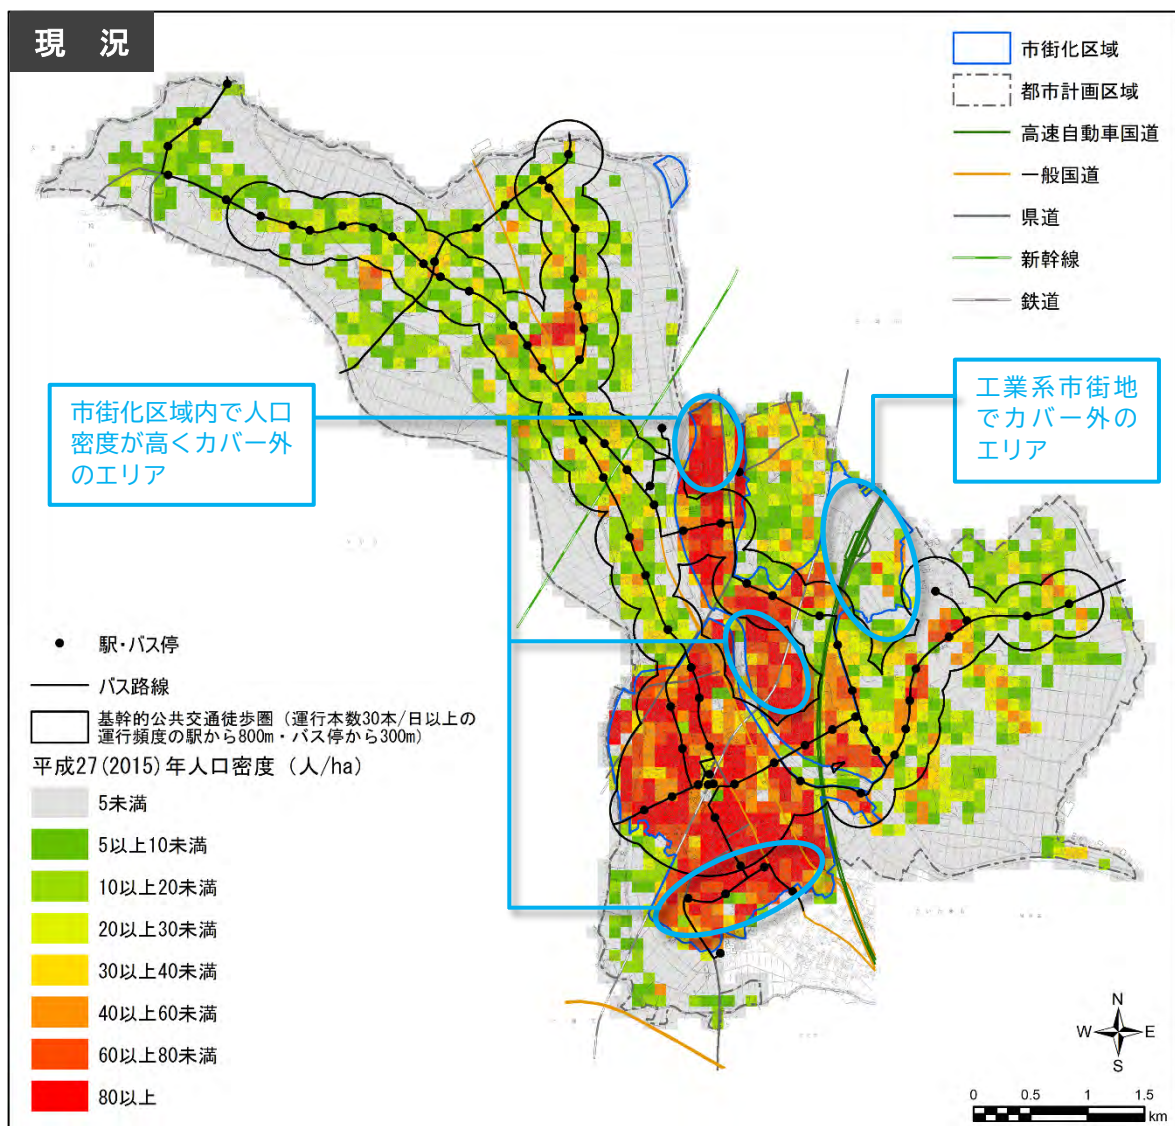 現 況
市街化区域
都市計画区域
高速自動車国道
一般国道
県道
新幹線
鉄道
市街化区域内で人口
密度が高くカバー外
のエリア
工業系市街地
でカバー外の
エリア
駅・バス停
バス路線
基幹的公共交通徒歩圏（運行本数30本/日以上の
運行頻度の駅から800m・バス停から300m）
平成27(2015)年人口密度（人/ha）
5未満
5以上10未満
10以上20未満
20以上30未満
30以上40未満
40以上60未満
60以上80未満
80以上
N
W E
S
0 0.5 1 1.5
km